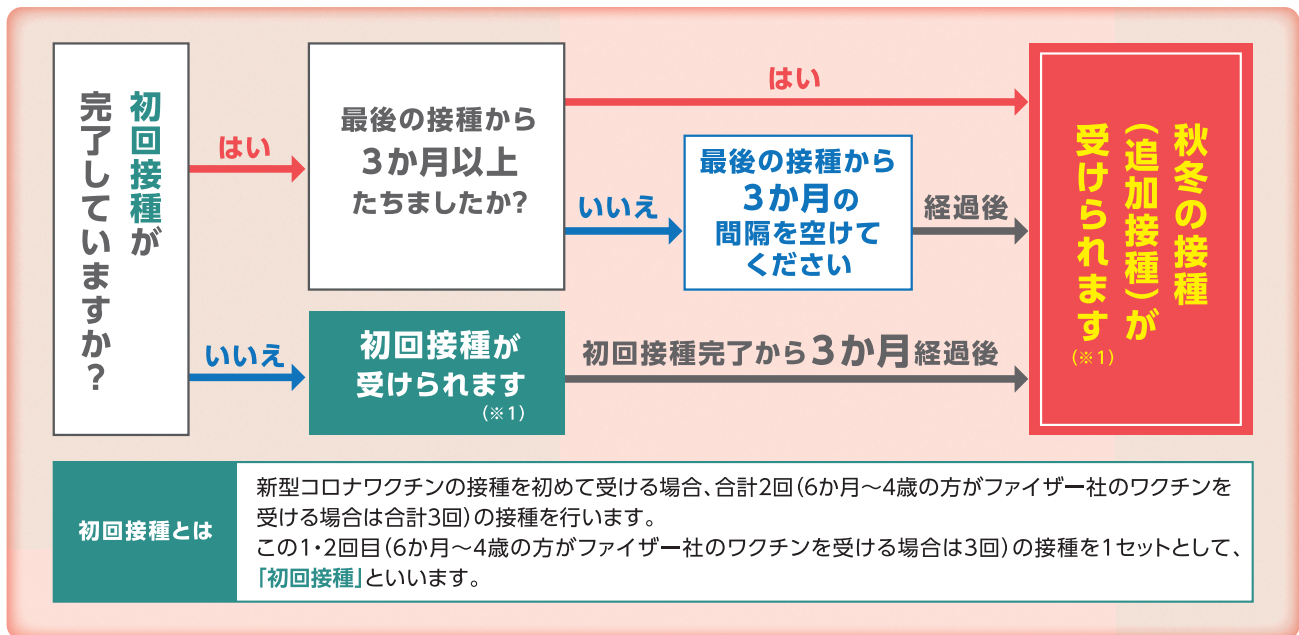 初回接種が
完了していますか？
はい
いいえ
最後の接種から
3か月以上
たちましたか？
はい
いいえ
最後の接種から
3か月の
間隔を空けて
ください
経過後
初回接種が
受けられます
（※1）
初回接種完了から3か月経過後
秋冬の接種
（追加接種）が
受けられます
（※1）
初回接種とは
新型コロナワクチンの接種を初めて受ける場合、合計2回（6か月～4歳の方がファイザー社のワクチンを
受ける場合は合計3回）の接種を行います。
この1・2回目（6か月～4歳の方がファイザー社のワクチンを受ける場合は3回）の接種を1セットとして、
「初回接種」といいます。